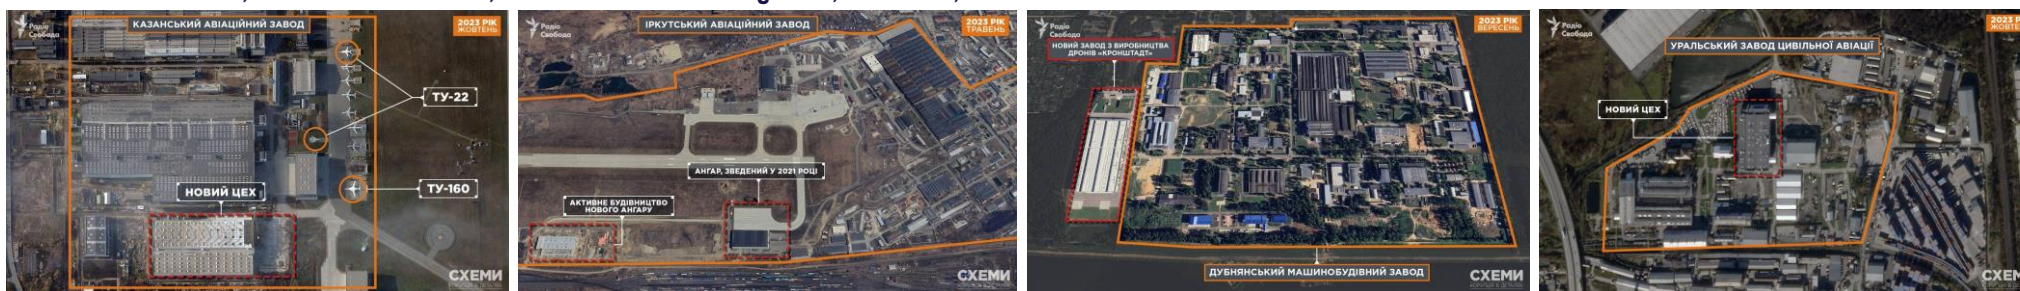 КАЗАНСЬКИЙ АВІАЦІЙНИЙ ЗАВОД
Радіо
Свобода
2023 РІК
ЖОВТЕНЬ
ТУ-22
ТУ-160
НОВИЙ ЦЕХ
СХЕМИ
ІРКУТСЬКИЙ АВІАЦІЙНИЙ ЗАВОД
Радіо
Свобода
2023 РІК
ТРАВЕНЬ
АНГАР, ЗВЕДЕНИЙ У 2021 РОЦІ
АКТИВНЕ БУДІВНИЦТВО
НОВОГО АНГАРУ
СХЕМИ
Радіо
Свобода
2023 РІК
ВЕРЕСЕНЬ
НОВИЙ ЗАВОД З ВИРОБНИЦТВА
ДРОНІВ «КРОНШТАДТ»
ДУБНЯНСЬКИЙ МАШИНОБУДІВНИЙ ЗАВОД
СХЕМИ
Радіо
Свобода
2023 РІК
ЖОВТЕНЬ
УРАЛЬСЬКИЙ ЗАВОД ЦИВІЛЬНОЇ АВІАЦІЇ
НОВИЙ ЦЕХ
СХЕМИ